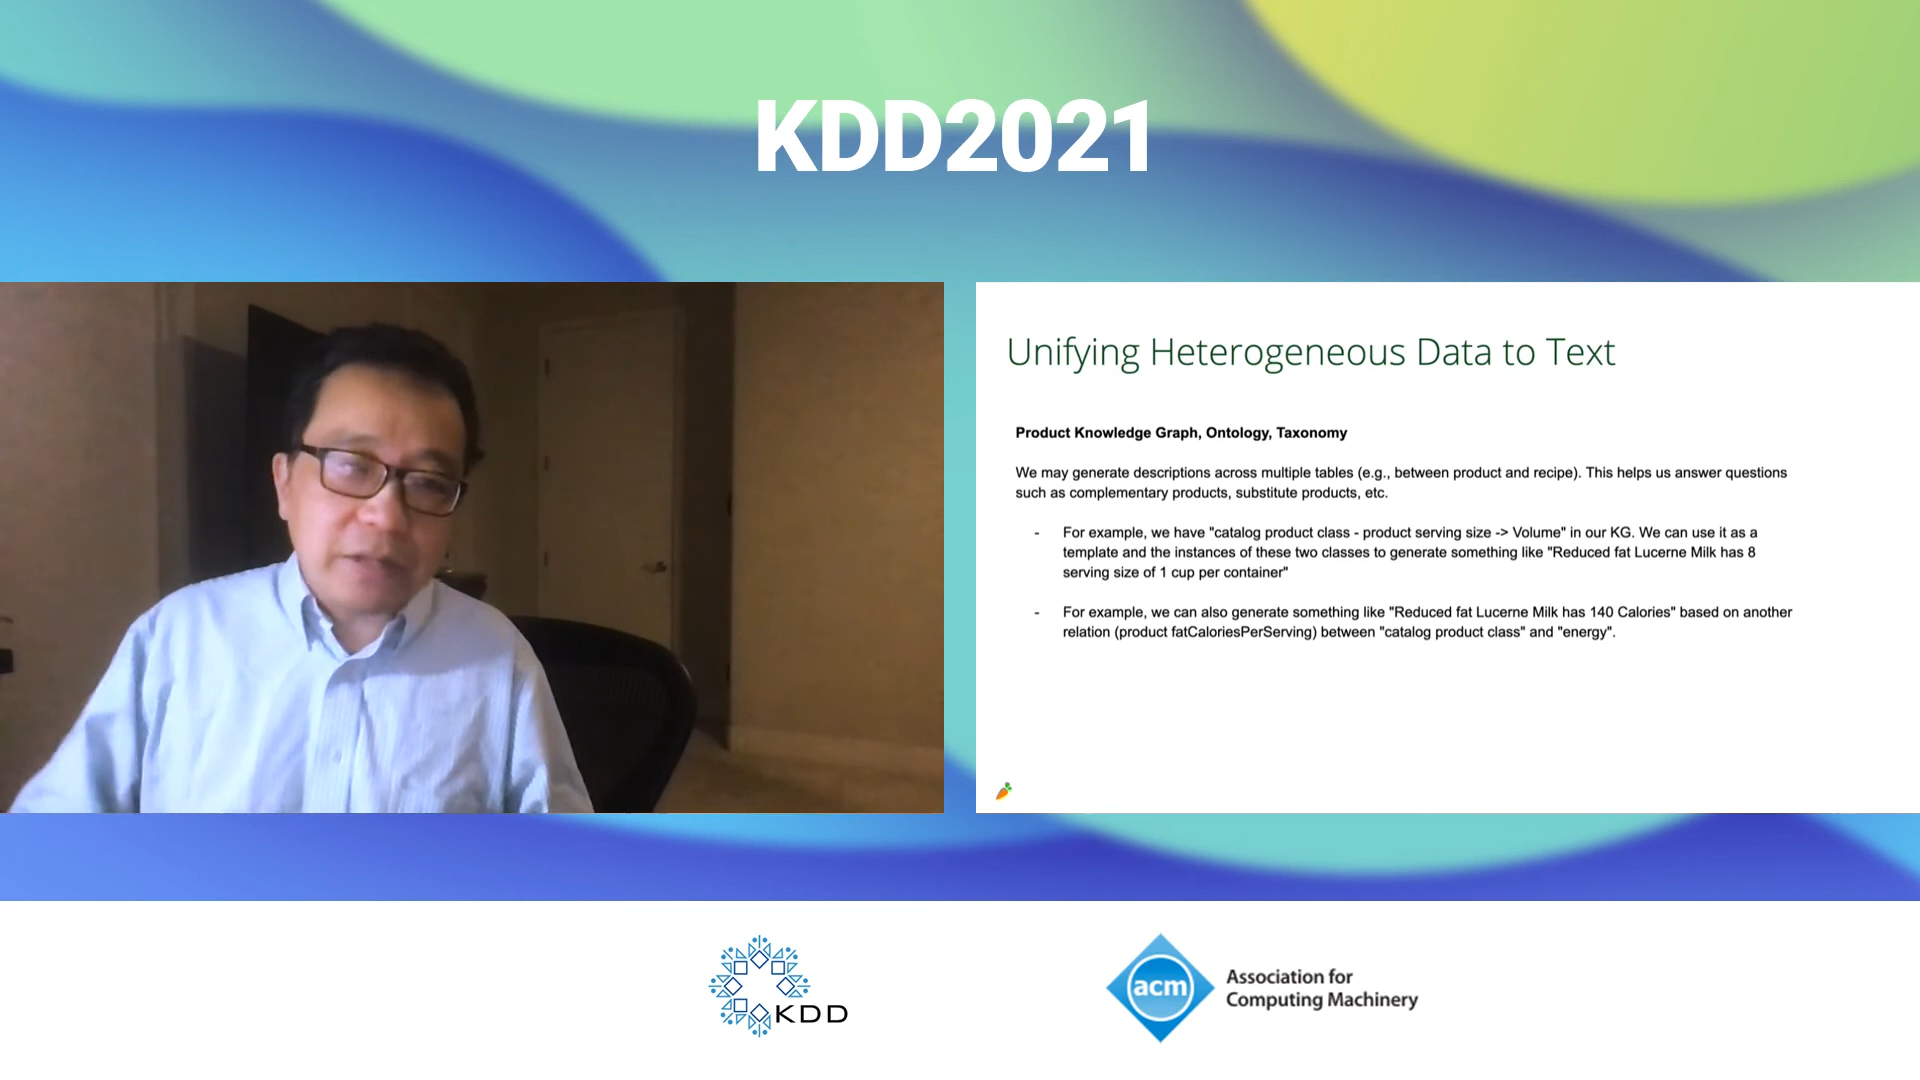 KDD2021
Unifying Heterogeneous Data to Text
Product Knowledge Graph, Ontology, Taxonomy
We may generate descriptions across multiple tables (e.g., between product and recipe). This helps us answer questions
such as complementary products, substitute products, etc.
- For example, we have "catalog product class - product serving size -> Volume" in our KG. We can use it as a
template and the instances of these two classes to generate something like "Reduced fat Lucerne Milk has 8
serving size of 1 cup per container"
- For example, we can also generate something like "Reduced fat Lucerne Milk has 140 Calories" based on another
relation (product fatCaloriesPerServing) between "catalog product class" and "energy".
KDD
acm
Association for
Computing Machinery